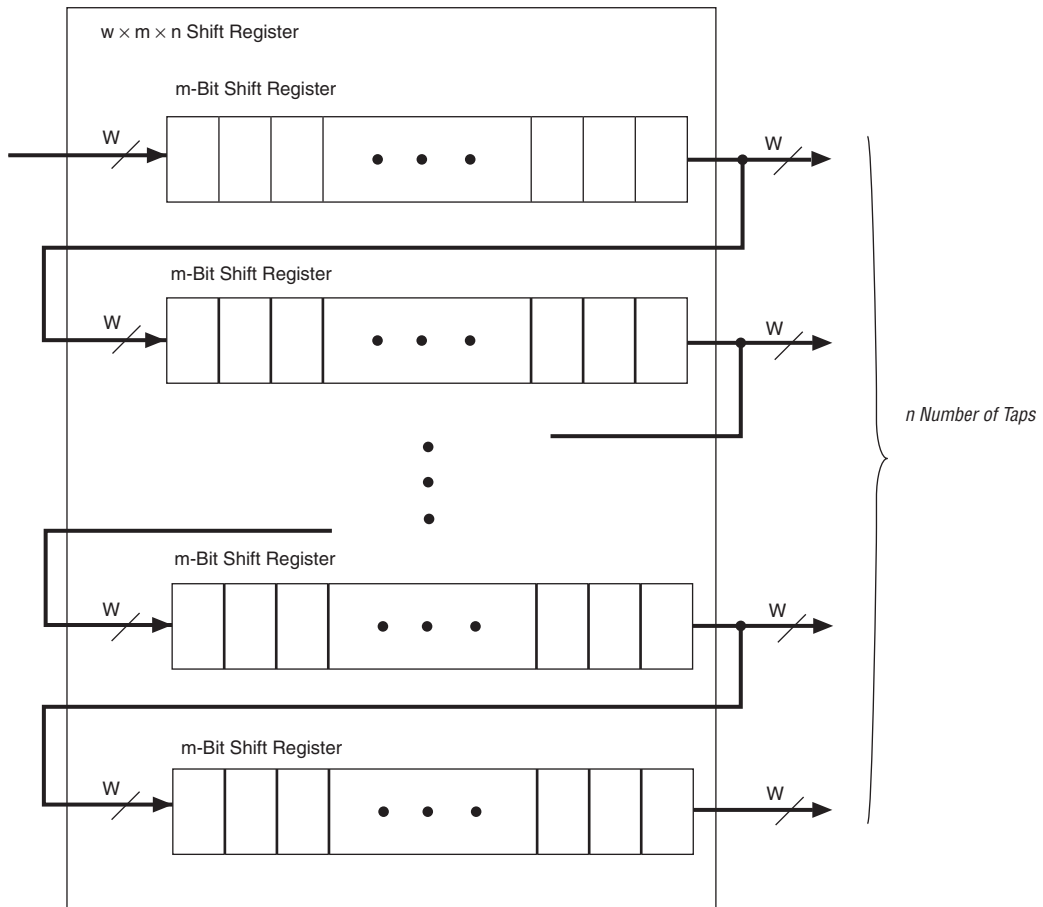 w × m × n Shift Register
m-Bit Shift Register
W
W
m-Bit Shift Register
W
W
n Number of Taps
m-Bit Shift Register
W
W
m-Bit Shift Register
W
W